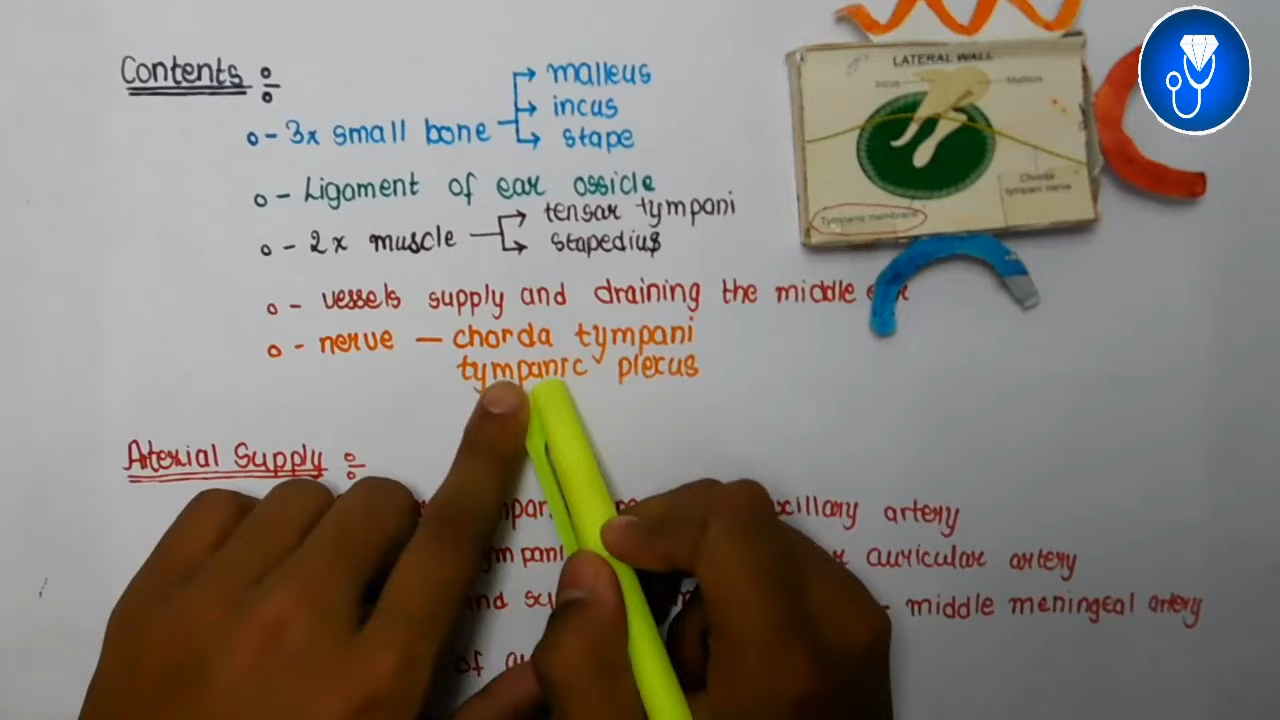 Contents :
- 3x small bone
malleus
incus
stape
- Ligament of ear ossicle
- 2x muscle
tensar tympani
stapedius
- vessels supply and draining the middle
- nerve - chorda tympani
tympanic plexus
Arterial Supply :
artery
auricular artery
middle meningeal artery
of
LATERAL WALL
Incus
Malleus
Chorda
tympani nerve
Tympanic membrane